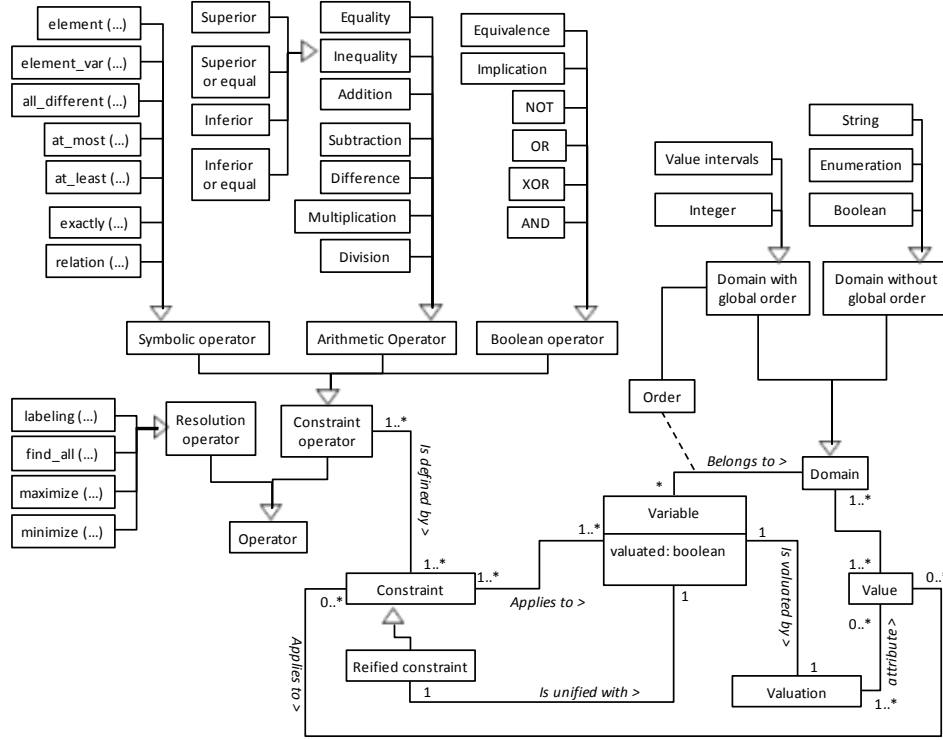 element (...)
element_var (...)
all_different (...)
at_most (...)
at_least (...)
exactly (...)
relation (...)
Superior
Superior
or equal
Inferior
Inferior
or equal
Equality
Inequality
Addition
Subtraction
Difference
Multiplication
Division
Equivalence
Implication
NOT
OR
XOR
AND
Value intervals
Integer
String
Enumeration
Boolean
Domain with
global order
Domain without
global order
Symbolic operator
Arithmetic Operator
Boolean operator
Order
labeling (...)
find_all (...)
maximize (...)
minimize (...)
Resolution
operator
Constraint
operator
1..*
Is defined by >
1..*
Operator
Belongs to >
*
Domain
1..*
1..*
Variable
valuated: boolean
1..*
1
1
Is valuated by >
1
Constraint
0..*
1..*
Applies to >
Value
0..*
0..*
attribute >
1..*
Reified constraint
1
Is unified with >
Valuation
Applies to >